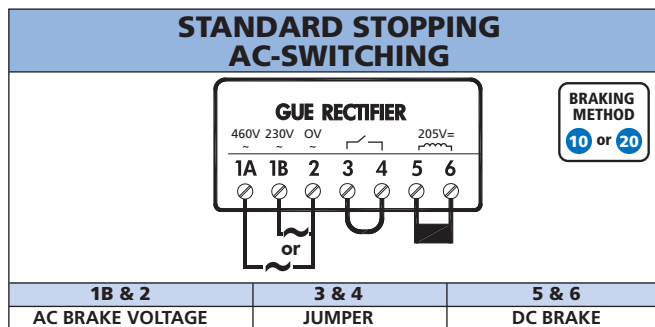 STANDARD STOPPING
AC-SWITCHING
GUE RECTIFIER
BRAKING
METHOD
10 or 20
460V 230V OV 205V=
~ ~ ~
1A 1B 2 3 4 5 6
~
or
~
1B & 2 3 & 4 5 & 6
AC BRAKE VOLTAGE JUMPER DC BRAKE